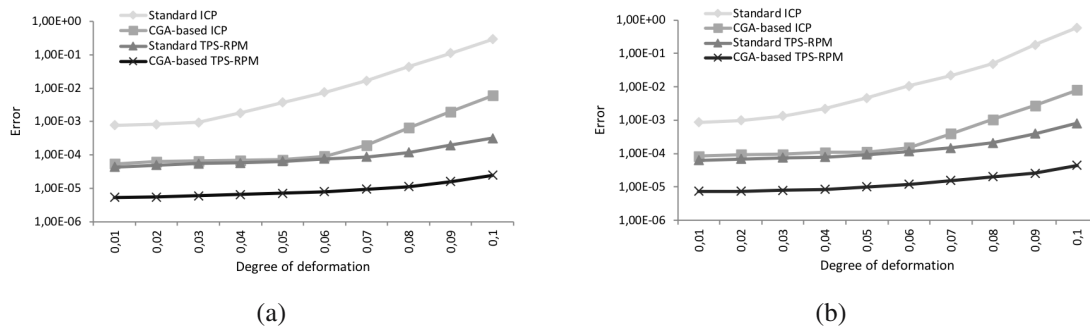 Standard ICP
CGA-based ICP
Standard TPS-RPM
CGA-based TPS-RPM
1,00E+00
1,00E-01
1,00E-02
1,00E-03
1,00E-04
1,00E-05
1,00E-06
Error
0,01
0,02
0,03
0,04
0,05
0,06
0,07
0,08
0,09
0,1
Degree of deformation
(a)
Standard ICP
CGA-based ICP
Standard TPS-RPM
CGA-based TPS-RPM
1,00E+00
1,00E-01
1,00E-02
1,00E-03
1,00E-04
1,00E-05
1,00E-06
Error
0,01
0,02
0,03
0,04
0,05
0,06
0,07
0,08
0,09
0,1
Degree of deformation
(b)